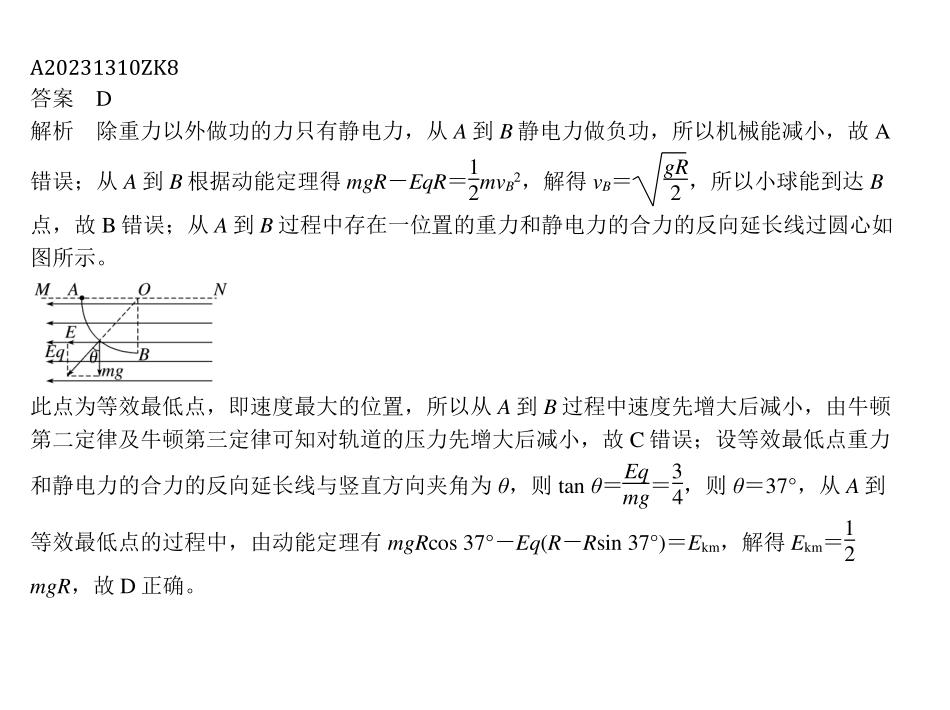 A20231310ZK8
答案 D
解析 除重力以外做功的力只有静电力，从 A 到 B 静电力做负功，所以机械能减小，故 A
错误；从 A 到 B 根据动能定理得 mgR－EqR＝\frac{1}{2}mv_B²，解得 v_B＝\sqrt{\frac{gR}{2}}，所以小球能到达 B
点，故 B 错误；从 A 到 B 过程中存在一位置的重力和静电力的合力的反向延长线过圆心如
图所示。
M A O N
E
Eq θ B
mg
此点为等效最低点，即速度最大的位置，所以从 A 到 B 过程中速度先增大后减小，由牛顿
第二定律及牛顿第三定律可知对轨道的压力先增大后减小，故 C 错误；设等效最低点重力
和静电力的合力的反向延长线与竖直方向夹角为 θ，则 tan θ＝\frac{Eq}{mg}＝\frac{3}{4}，则 θ＝37°，从 A 到
等效最低点的过程中，由动能定理有 mgRcos 37°－Eq(R－Rsin 37°)＝E_{km}，解得 E_{km}＝\frac{1}{2}
mgR，故 D 正确。